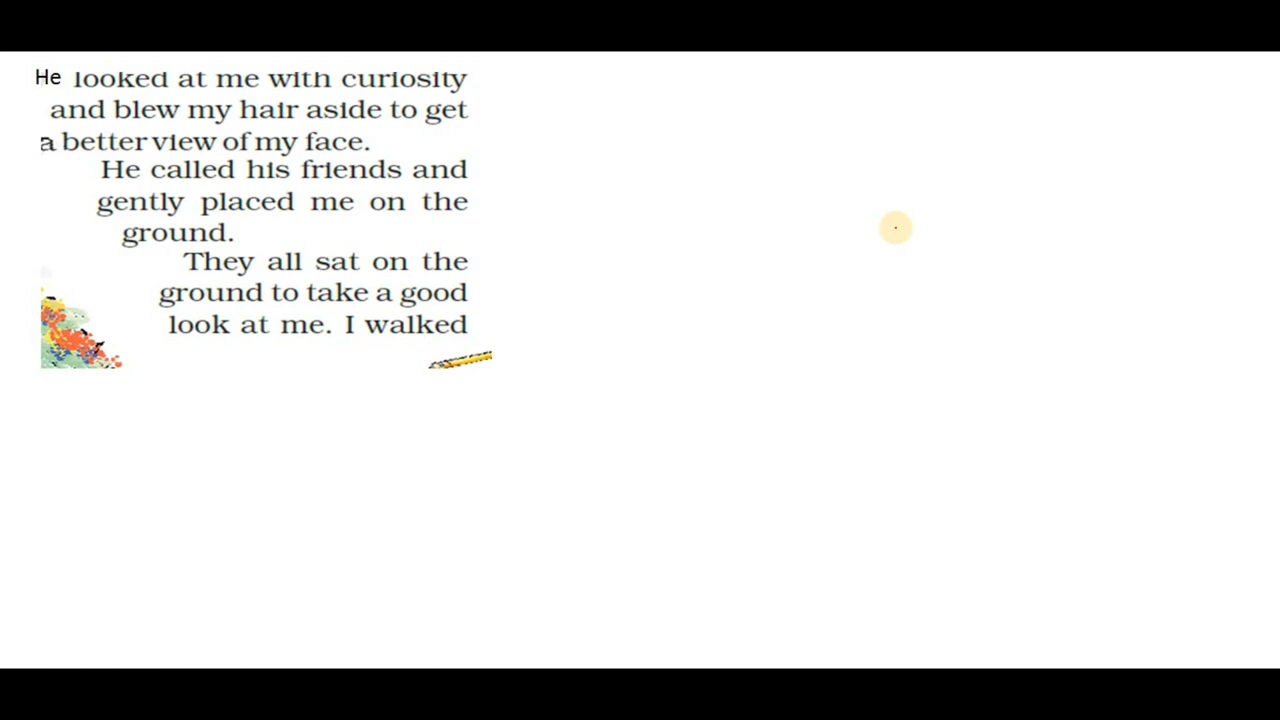 He looked at me with curiosity
and blew my hair aside to get
a better view of my face.
He called his friends and
gently placed me on the
ground.
They all sat on the
ground to take a good
look at me. I walked